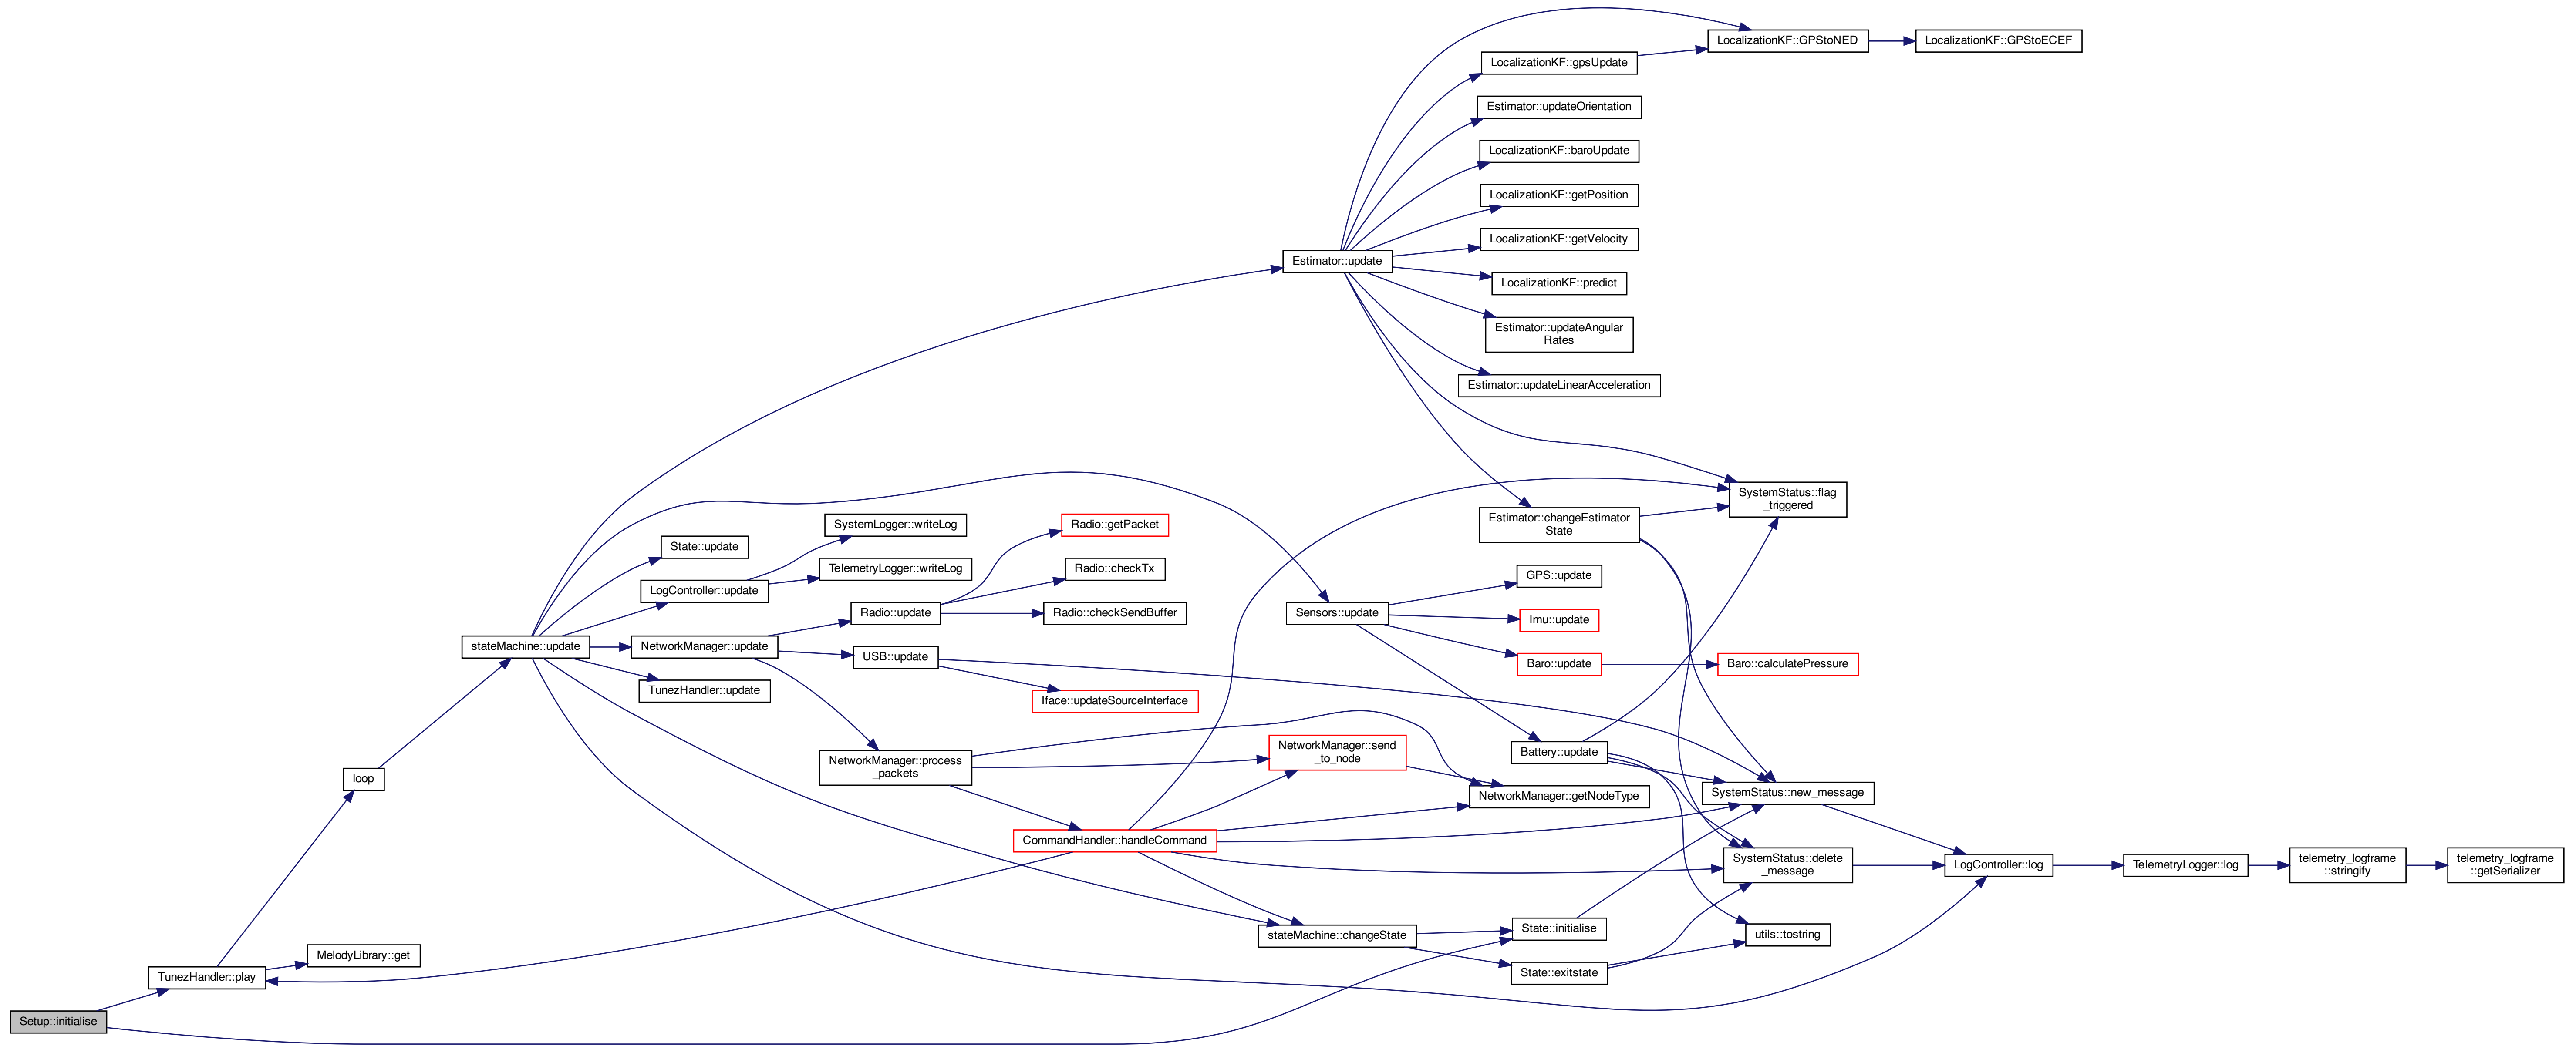 LocalizationKF::GPStoNED
LocalizationKF::GPStoECEF
LocalizationKF::gpsUpdate
Estimator::updateOrientation
LocalizationKF::baroUpdate
LocalizationKF::getPosition
LocalizationKF::getVelocity
Estimator::update
LocalizationKF::predict
Estimator::updateAngular
Rates
Estimator::updateLinearAcceleration
SystemStatus::flag
_triggered
Estimator::changeEstimator
State
SystemLogger::writeLog
Radio::getPacket
State::update
TelemetryLogger::writeLog
Radio::checkTx
GPS::update
LogController::update
Radio::update
Radio::checkSendBuffer
Sensors::update
Imu::update
stateMachine::update
NetworkManager::update
USB::update
Baro::update
Baro::calculatePressure
TunezHandler::update
Iface::updateSourceInterface
NetworkManager::process
_packets
NetworkManager::send
_to_node
Battery::update
loop
NetworkManager::getNodeType
SystemStatus::new_message
CommandHandler::handleCommand
SystemStatus::delete
_message
LogController::log
TelemetryLogger::log
telemetry_logframe
::stringify
telemetry_logframe
::getSerializer
stateMachine::changeState
State::initialise
utils::tostring
MelodyLibrary::get
TunezHandler::play
State::exitstate
Setup::initialise